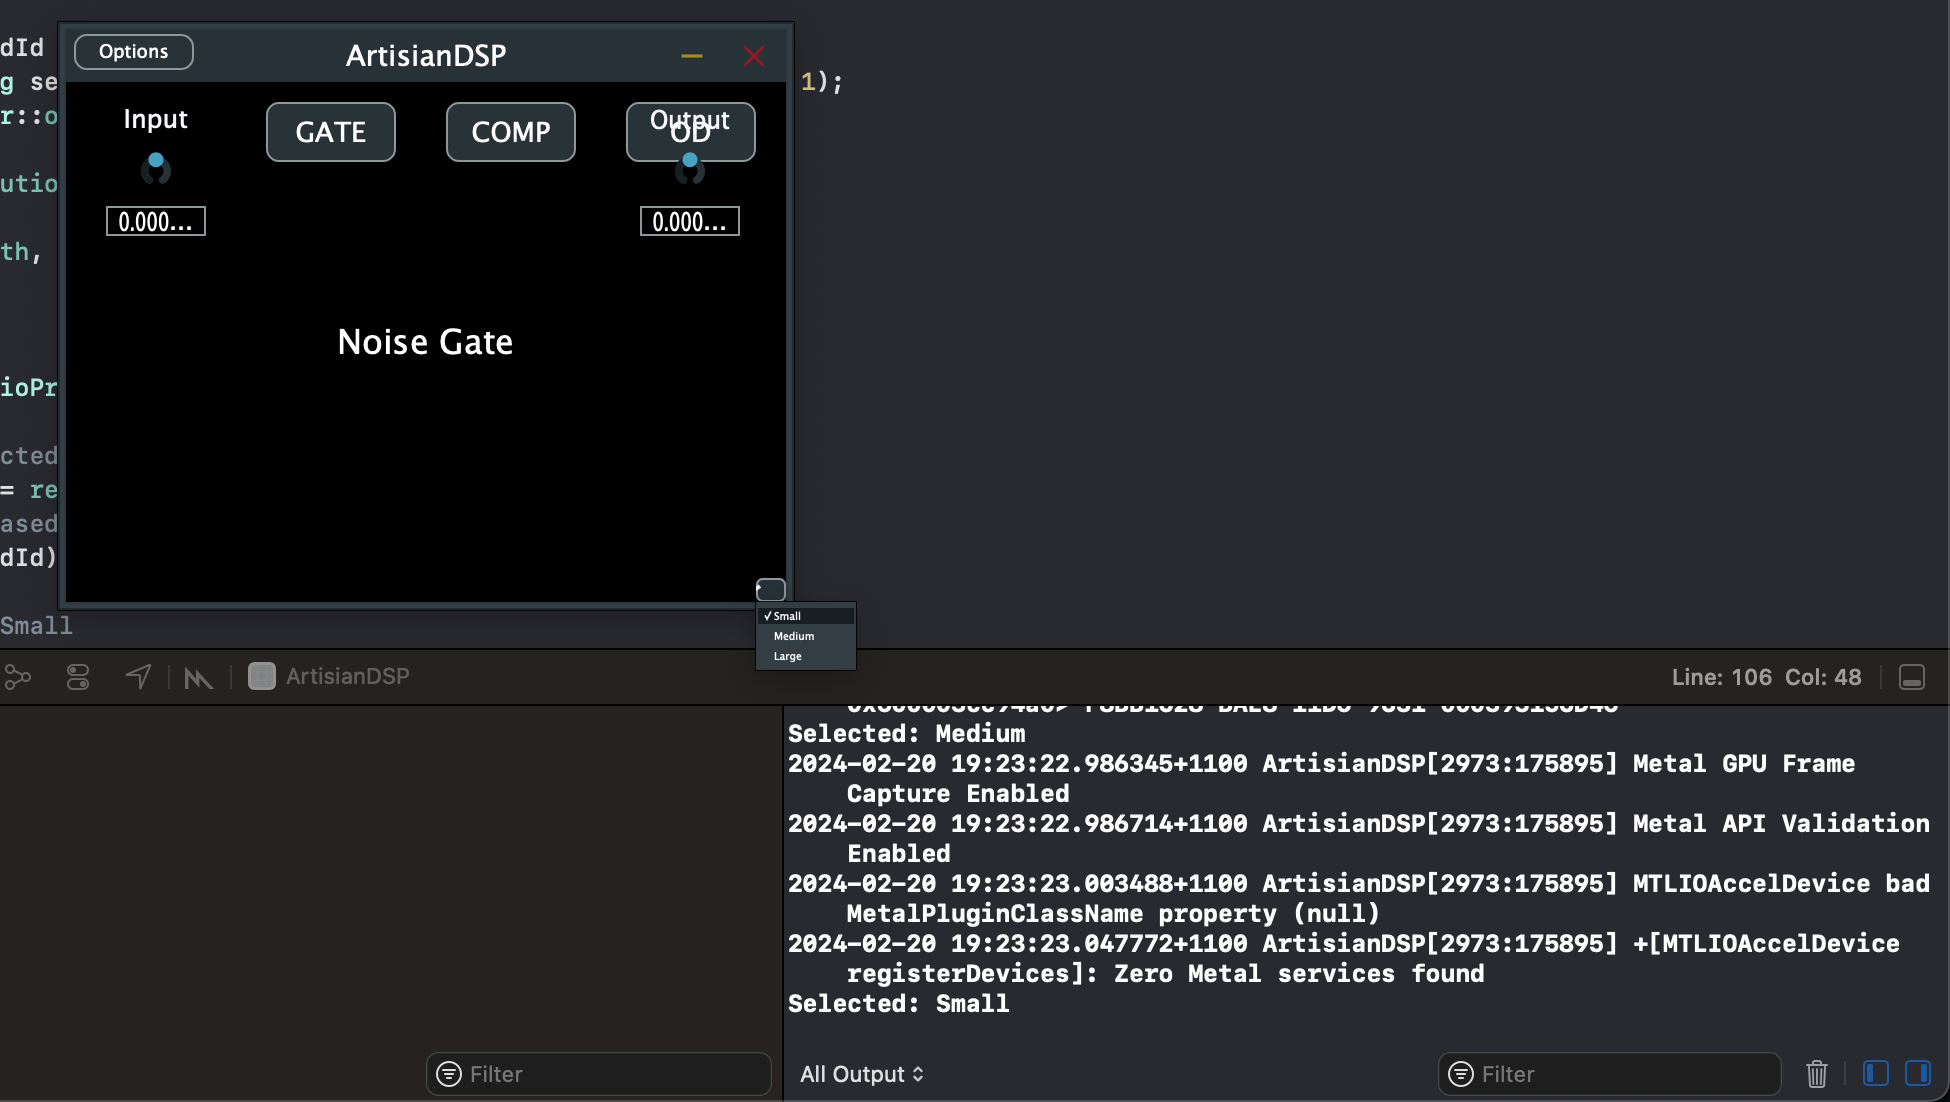 dId
Options
ArtisianDSP
g se
1);
r::o
Input
GATE
COMP
Output
OD
utio
0.000...
0.000...
th,
Noise Gate
ioPr
cted
= re
ased
dId)
Small
✓ Small
Medium
Large
ArtisianDSP
Line: 106 Col: 48
Selected: Medium
2024-02-20 19:23:22.986345+1100 ArtisianDSP[2973:175895] Metal GPU Frame
Capture Enabled
2024-02-20 19:23:22.986714+1100 ArtisianDSP[2973:175895] Metal API Validation
Enabled
2024-02-20 19:23:23.003488+1100 ArtisianDSP[2973:175895] MTLIOAccelDevice bad
MetalPluginClassName property (null)
2024-02-20 19:23:23.047772+1100 ArtisianDSP[2973:175895] +[MTLIOAccelDevice
registerDevices]: Zero Metal services found
Selected: Small
Filter
All Output
Filter